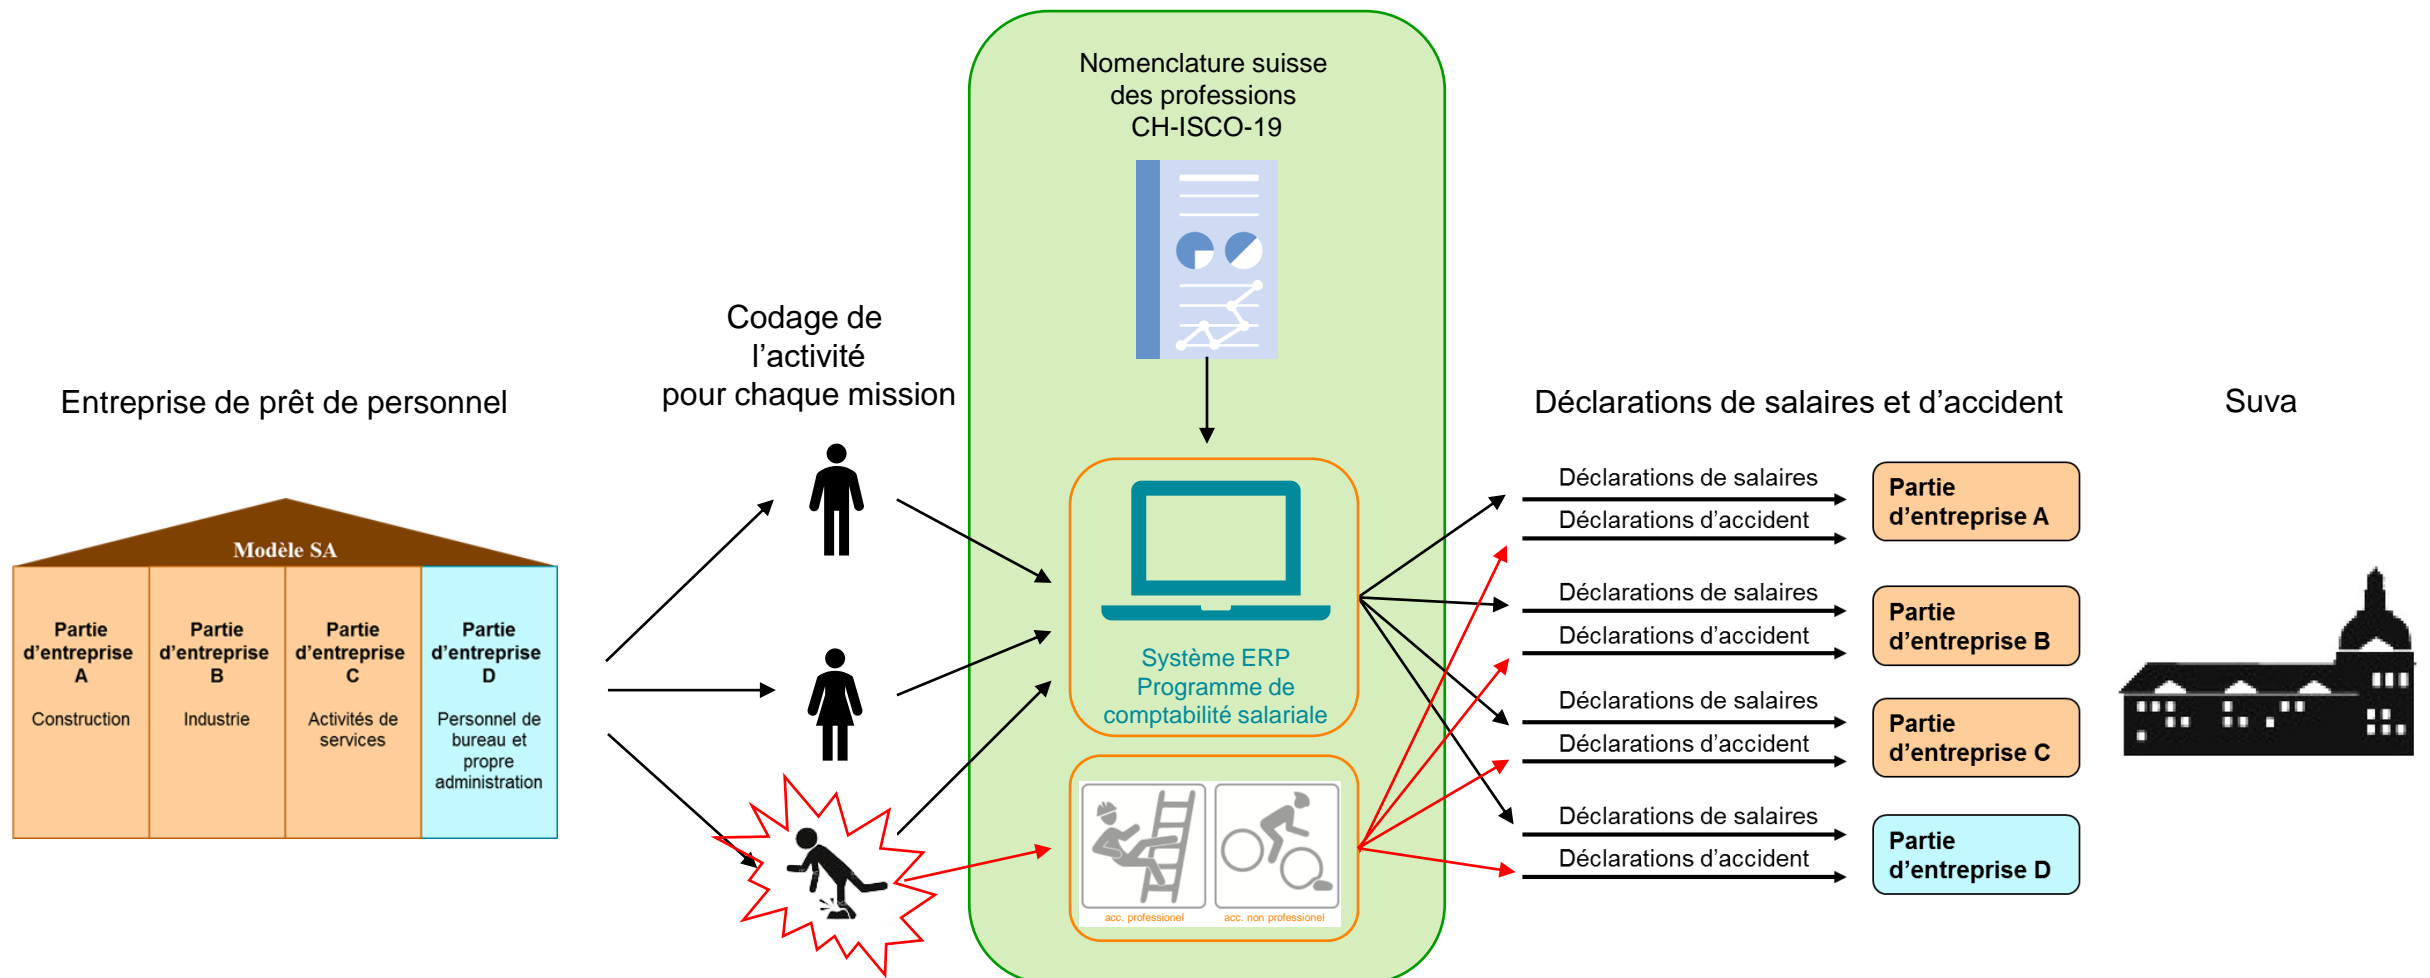 Nomenclature suisse
des professions
CH-ISCO-19
Codage de
l’activité
pour chaque mission
Entreprise de prêt de personnel
Déclarations de salaires et d’accident
Suva
Modèle SA
Partie
d’entreprise
A
Construction
Partie
d’entreprise
B
Industrie
Partie
d’entreprise
C
Activités de
services
Partie
d’entreprise
D
Personnel de
bureau et
propre
administration
Système ERP
Programme de
comptabilité salariale
acc. professionel
acc. non professionel
Déclarations de salaires
Déclarations d’accident
Partie
d’entreprise A
Déclarations de salaires
Déclarations d’accident
Partie
d’entreprise B
Déclarations de salaires
Déclarations d’accident
Partie
d’entreprise C
Déclarations de salaires
Déclarations d’accident
Partie
d’entreprise D